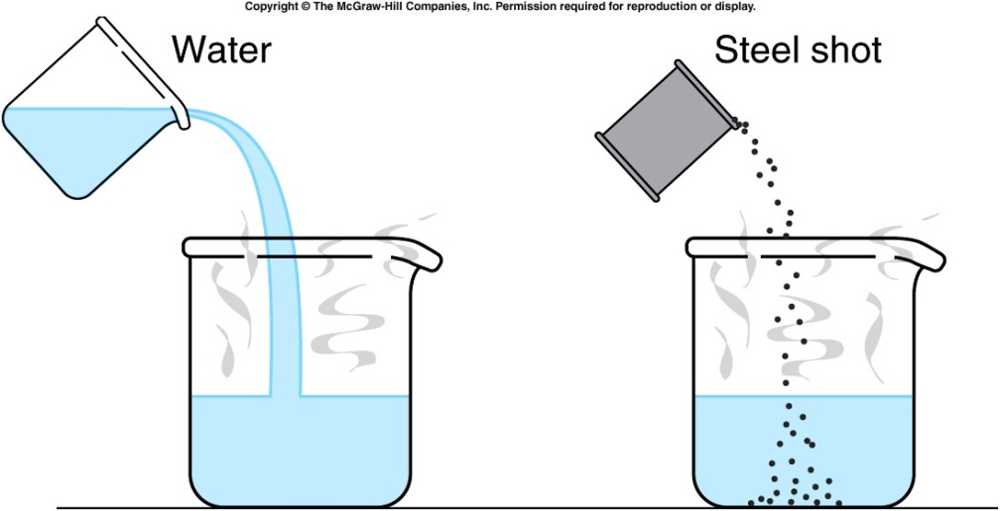 Copyright © The McGraw-Hill Companies, Inc. Permission required for reproduction or display.
Water
Steel shot